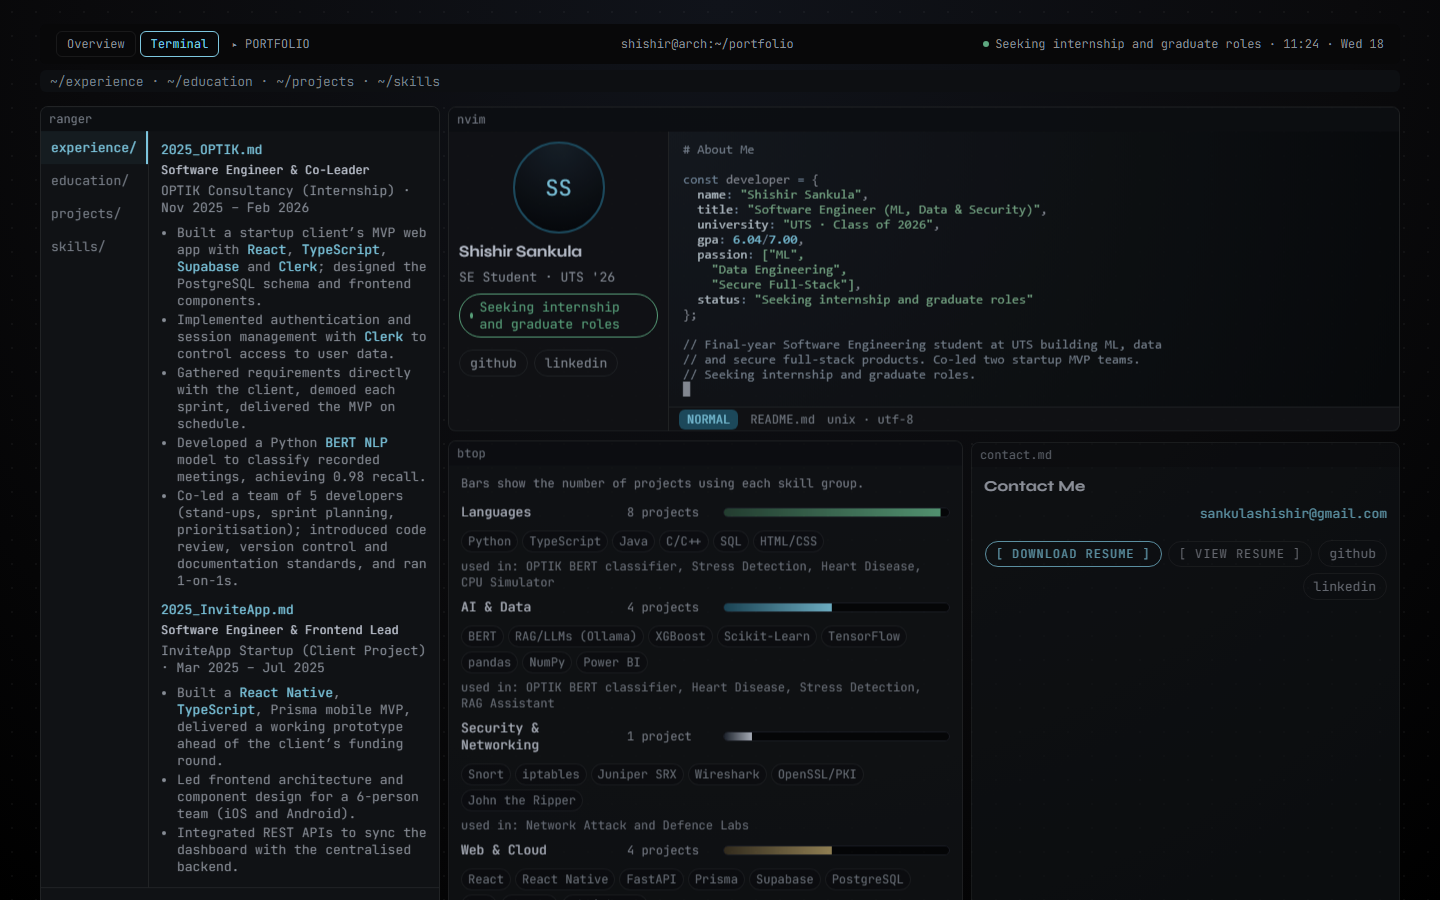 Overview Terminal ▸ PORTFOLIO shishir@arch:~/portfolio ● Seeking internship and graduate roles · 11:24 · Wed 18
~/experience · ~/education · ~/projects · ~/skills
ranger
experience/
education/
projects/
skills/
2025_OPTIK.md
Software Engineer & Co-Leader
OPTIK Consultancy (Internship) ·
Nov 2025 – Feb 2026
• Built a startup client’s MVP web
app with React, TypeScript,
Supabase and Clerk; designed the
PostgreSQL schema and frontend
components.
• Implemented authentication and
session management with Clerk to
control access to user data.
• Gathered requirements directly
with the client, demoed each
sprint, delivered the MVP on
schedule.
• Developed a Python BERT NLP
model to classify recorded
meetings, achieving 0.98 recall.
• Co-led a team of 5 developers
(stand-ups, sprint planning,
prioritisation); introduced code
review, version control and
documentation standards, and ran
1-on-1s.
2025_InviteApp.md
Software Engineer & Frontend Lead
InviteApp Startup (Client Project)
· Mar 2025 – Jul 2025
• Built a React Native,
TypeScript, Prisma mobile MVP,
delivered a working prototype
ahead of the client’s funding
round.
• Led frontend architecture and
component design for a 6-person
team (iOS and Android).
• Integrated REST APIs to sync the
dashboard with the centralised
backend.
nvim
SS
Shishir Sankula
SE Student · UTS '26
Seeking internship
and graduate roles
github linkedin
# About Me
const developer = {
name: "Shishir Sankula",
title: "Software Engineer (ML, Data & Security)",
university: "UTS · Class of 2026",
gpa: 6.04/7.00,
passion: ["ML",
"Data Engineering",
"Secure Full-Stack"],
status: "Seeking internship and graduate roles"
};
// Final-year Software Engineering student at UTS building ML, data
// and secure full-stack products. Co-led two startup MVP teams.
// Seeking internship and graduate roles.
NORMAL README.md unix · utf-8
btop
Bars show the number of projects using each skill group.
Languages 8 projects
Python TypeScript Java C/C++ SQL HTML/CSS
used in: OPTIK BERT classifier, Stress Detection, Heart Disease,
CPU Simulator
AI & Data 4 projects
BERT RAG/LLMs (Ollama) XGBoost Scikit-Learn TensorFlow
pandas NumPy Power BI
used in: OPTIK BERT classifier, Heart Disease, Stress Detection,
RAG Assistant
Security &
Networking 1 project
Snort iptables Juniper SRX Wireshark OpenSSL/PKI
John the Ripper
used in: Network Attack and Defence Labs
Web & Cloud 4 projects
React React Native FastAPI Prisma Supabase PostgreSQL
contact.md
Contact Me
sankulashishir@gmail.com
[ DOWNLOAD RESUME ] [ VIEW RESUME ] github
linkedin